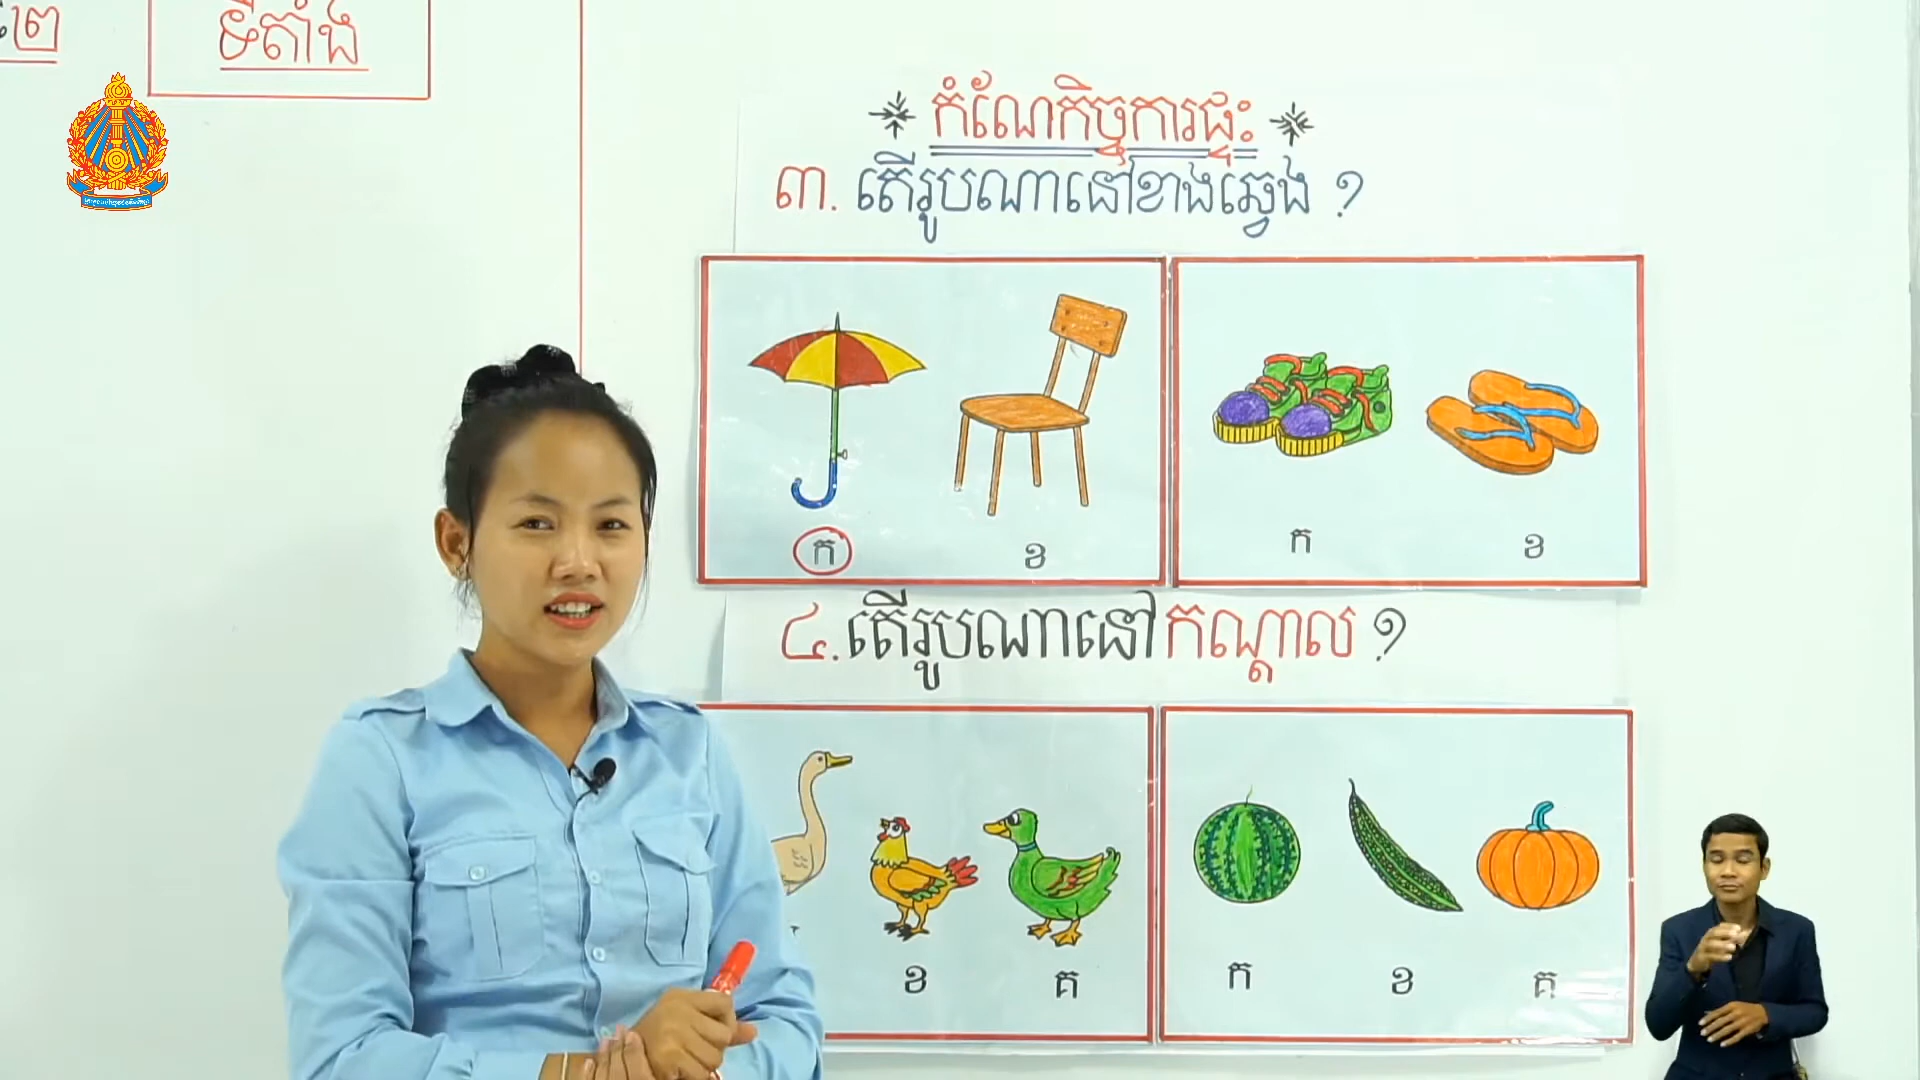 ទីតាំង
កំណែកិច្ចការផ្ទះ
៣. តើរូបណានៅខាងឆ្វេង ?
ក ខ
ក ខ
៤. តើរូបណានៅកណ្ដាល ?
ខ គ
ក ខ គ